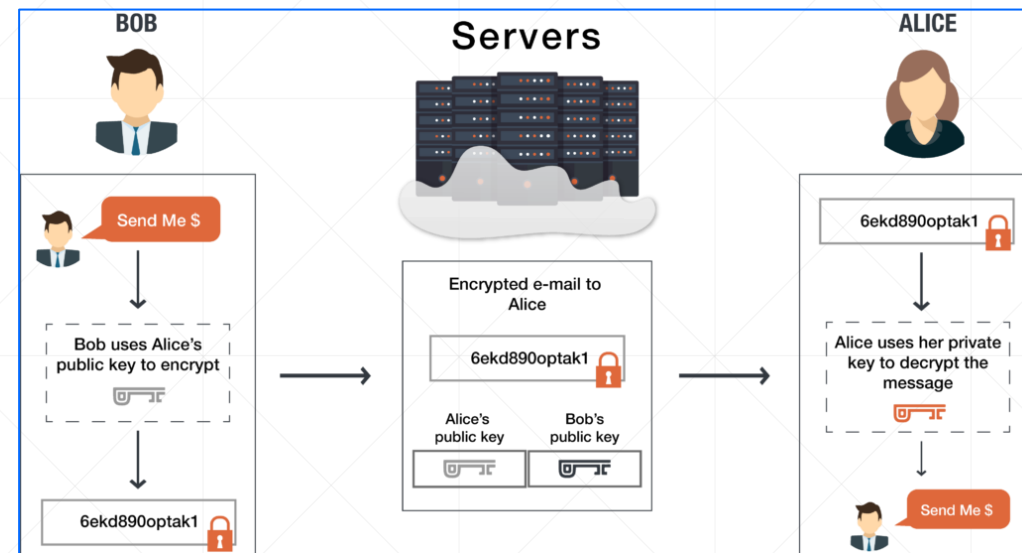 BOB
Servers
ALICE
Send Me $
Bob uses Alice's
public key to encrypt
6ekd890optak1
Encrypted e-mail to
Alice
6ekd890optak1
Alice's
public key
Bob's
public key
6ekd890optak1
Alice uses her private
key to decrypt the
message
Send Me $